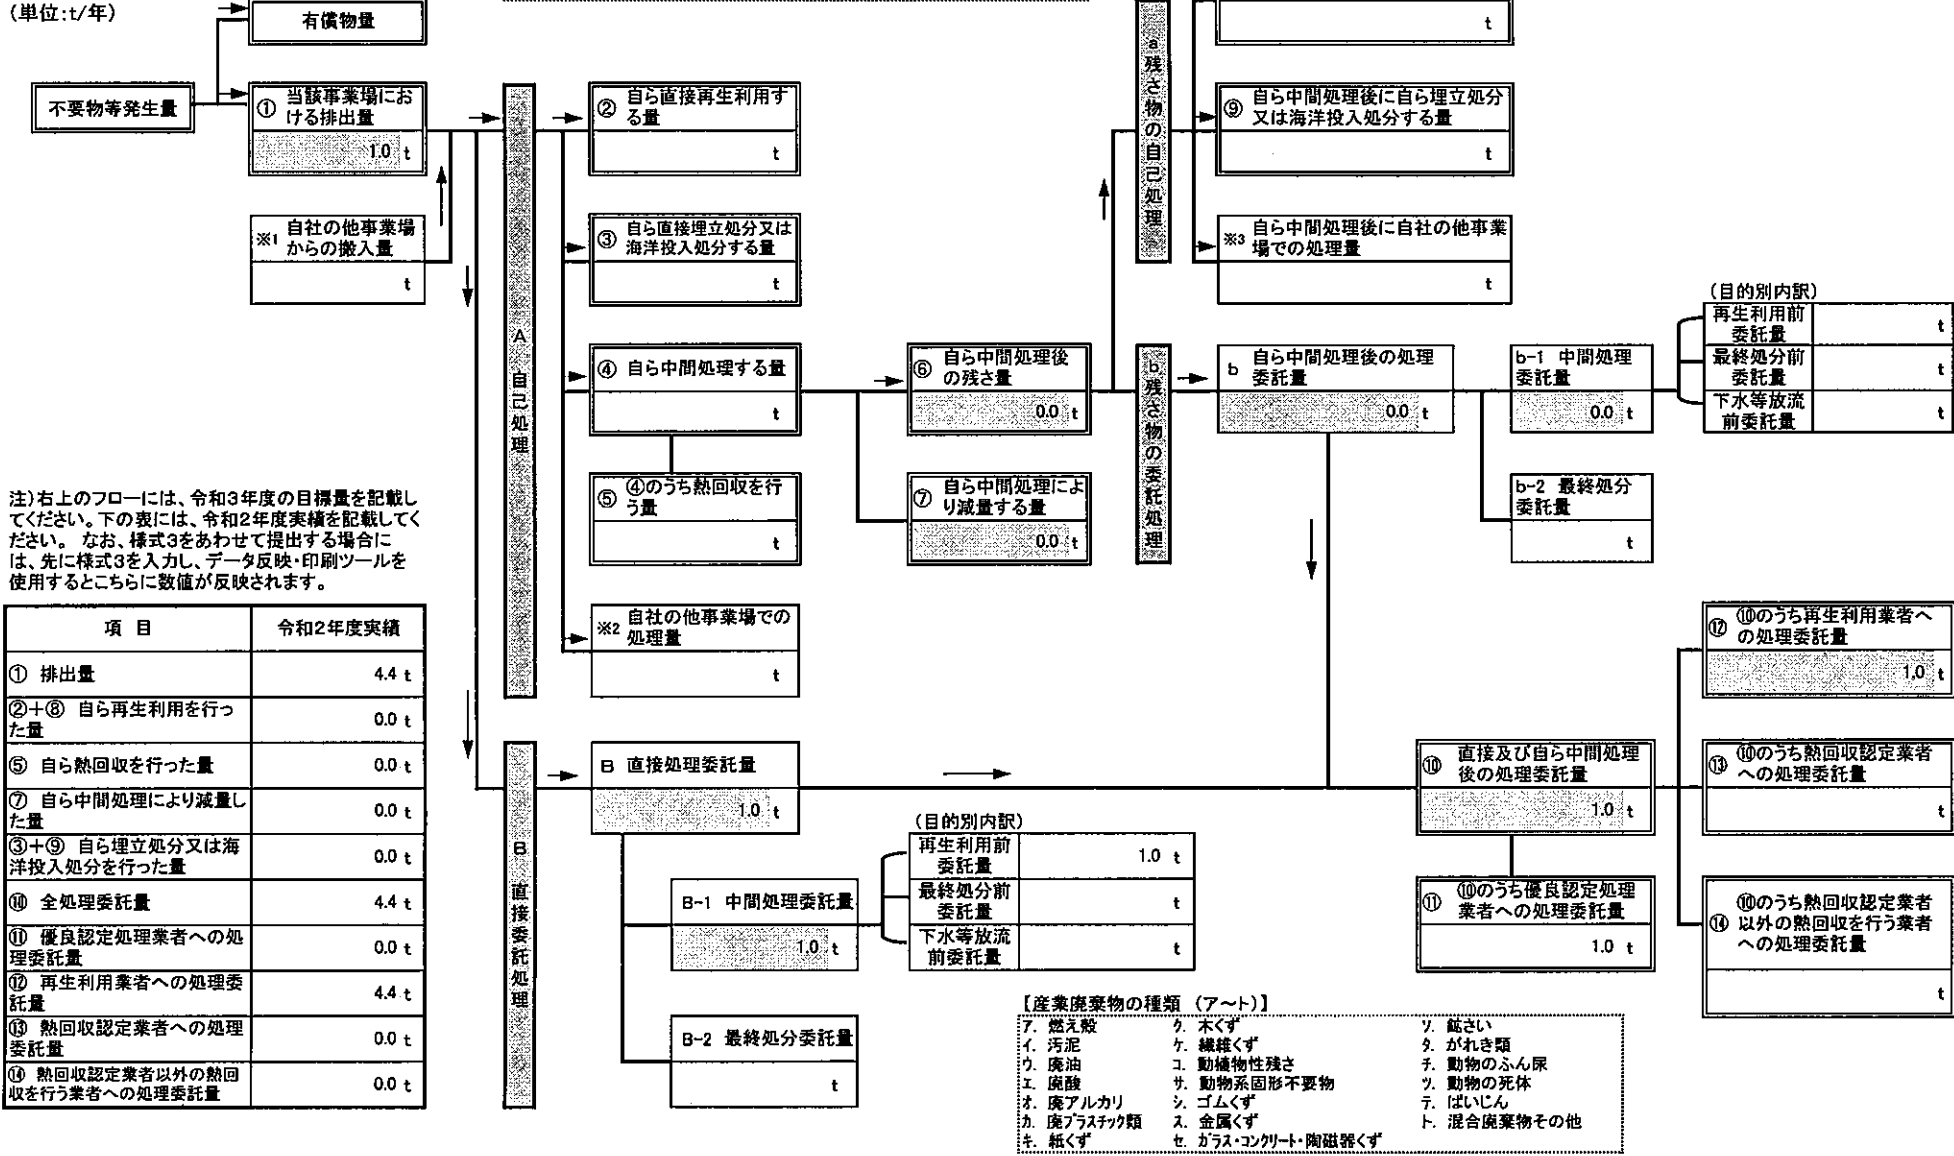 (単位:t/年)
有償物量
不要物等発生量
① 当該事業場にお
ける排出量
1.0 t
※1 自社の他事業場
からの搬入量
t
A 自己処理
② 自ら直接再生利用す
る量
t
③ 自ら直接埋立処分又は
海洋投入処分する量
t
④ 自ら中間処理する量
t
⑤ ④のうち熱回収を行
う量
t
※2 自社の他事業場での
処理量
t
⑥ 自ら中間処理後
の残さ量
0.0 t
⑦ 自ら中間処理によ
り減量する量
0.0 t
a 残さ物の自己処理
t
⑨ 自ら中間処理後に自ら埋立処分
又は海洋投入処分する量
t
※3 自ら中間処理後に自社の他事業
場での処理量
t
b 残さ物の委託処理
b 自ら中間処理後の処理
委託量
0.0 t
b-1 中間処理
委託量
0.0 t
b-2 最終処分
委託量
t
(目的別内訳)
再生利用前
委託量
t
最終処分前
委託量
t
下水等放流
前委託量
t
注)右上のフローには、令和3年度の目標量を記載し
てください。下の表には、令和2年度実績を記載してく
ださい。 なお、様式3をあわせて提出する場合に
は、先に様式3を入力し、データ反映・印刷ツールを
使用するとこちらに数値が反映されます。
項 目 令和2年度実績
① 排出量 4.4 t
②+⑧ 自ら再生利用を行っ
た量 0.0 t
⑤ 自ら熱回収を行った量 0.0 t
⑦ 自ら中間処理により減量し
た量 0.0 t
③+⑨ 自ら埋立処分又は海
洋投入処分を行った量 0.0 t
⑩ 全処理委託量 4.4 t
⑪ 優良認定処理業者への処
理委託量 0.0 t
⑫ 再生利用業者への処理委
託量 4.4 t
⑬ 熱回収認定業者への処理
委託量 0.0 t
⑭ 熱回収認定業者以外の熱回
収を行う業者への処理委託量 0.0 t
B 直接委託処理
B 直接処理委託量
1.0 t
B-1 中間処理委託量
1.0 t
B-2 最終処分委託量
t
(目的別内訳)
再生利用前
委託量
1.0 t
最終処分前
委託量
t
下水等放流
前委託量
t
⑩ 直接及び自ら中間処理
後の処理委託量
1.0 t
⑪ ⑩のうち優良認定処理
業者への処理委託量
1.0 t
⑫ ⑩のうち再生利用業者へ
の処理委託量
1.0 t
⑬ ⑩のうち熱回収認定業者
への処理委託量
t
⑭ ⑩のうち熱回収認定業者
以外の熱回収を行う業者
への処理委託量
t
【産業廃棄物の種類 (ア〜ト)】
ア. 燃え殻 ク. 木くず ソ. 鉱さい
イ. 汚泥 ケ. 繊維くず タ. がれき類
ウ. 廃油 コ. 動植物性残さ チ. 動物のふん尿
エ. 廃酸 サ. 動物系固形不要物 ツ. 動物の死体
オ. 廃アルカリ シ. ゴムくず テ. ばいじん
カ. 廃プラスチック類 ス. 金属くず ト. 混合廃棄物その他
キ. 紙くず セ. ガラス・コンクリート・陶磁器くず